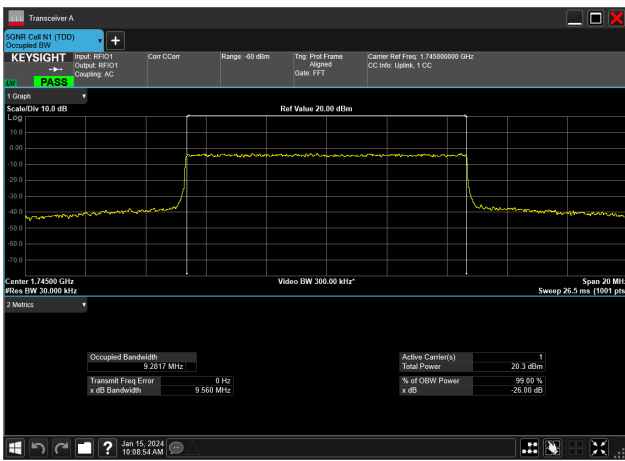 Transceiver A
5GNR Cell N1 (TDD)
Occupied BW
KEYSIGHT
LV
PASS
Input: RFIO1
Output: RFIO1
Coupling: AC
Corr CCorr
Range: -60 dBm
Trig: Prot Frame
Aligned
Gate: FFT
Carrier Ref Freq: 1.745000000 GHz
CC Info: Uplink, 1 CC
1 Graph
Scale/Div 10.0 dB
Ref Value 20.00 dBm
Log
10.0
0.00
-10.0
-20.0
-30.0
-40.0
-50.0
-60.0
-70.0
Center 1.74500 GHz
Video BW 300.00 kHz*
Span 20 MHz
#Res BW 30.000 kHz
Sweep 26.5 ms (1001 pts
2 Metrics
Occupied Bandwidth
9.2817 MHz
Transmit Freq Error 0 Hz
x dB Bandwidth 9.560 MHz
Active Carrier(s) 1
Total Power 20.3 dBm
% of OBW Power 99.00 %
x dB -26.00 dB
Jan 15, 2024
10:08:54 AM